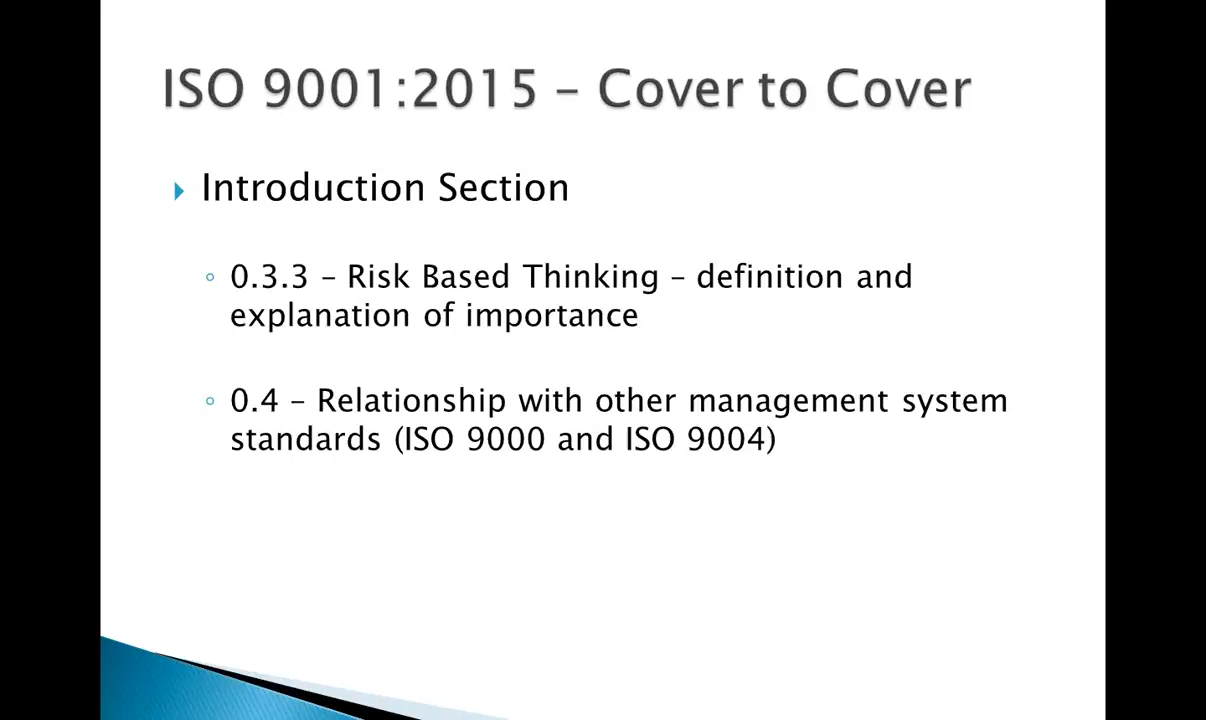 ISO 9001:2015 – Cover to Cover
Introduction Section
0.3.3 – Risk Based Thinking – definition and
explanation of importance
0.4 – Relationship with other management system
standards (ISO 9000 and ISO 9004)